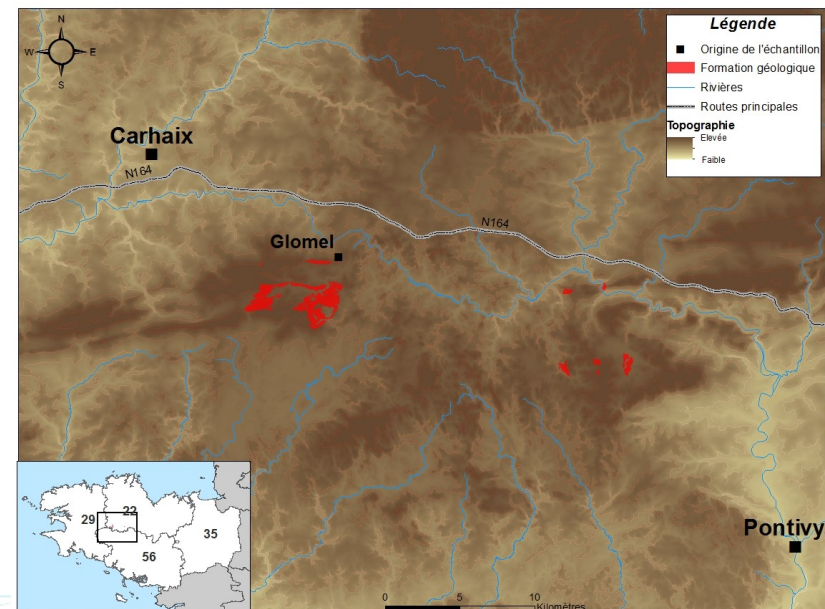 N
W E
S
Légende
Origine de l'échantillon
Formation géologique
Rivières
Routes principales
Topographie
Elevée
Faible
Carhaix
N164
N164
Glomel
Pontivy
29
22
35
56
0 5 10
Kilomètres